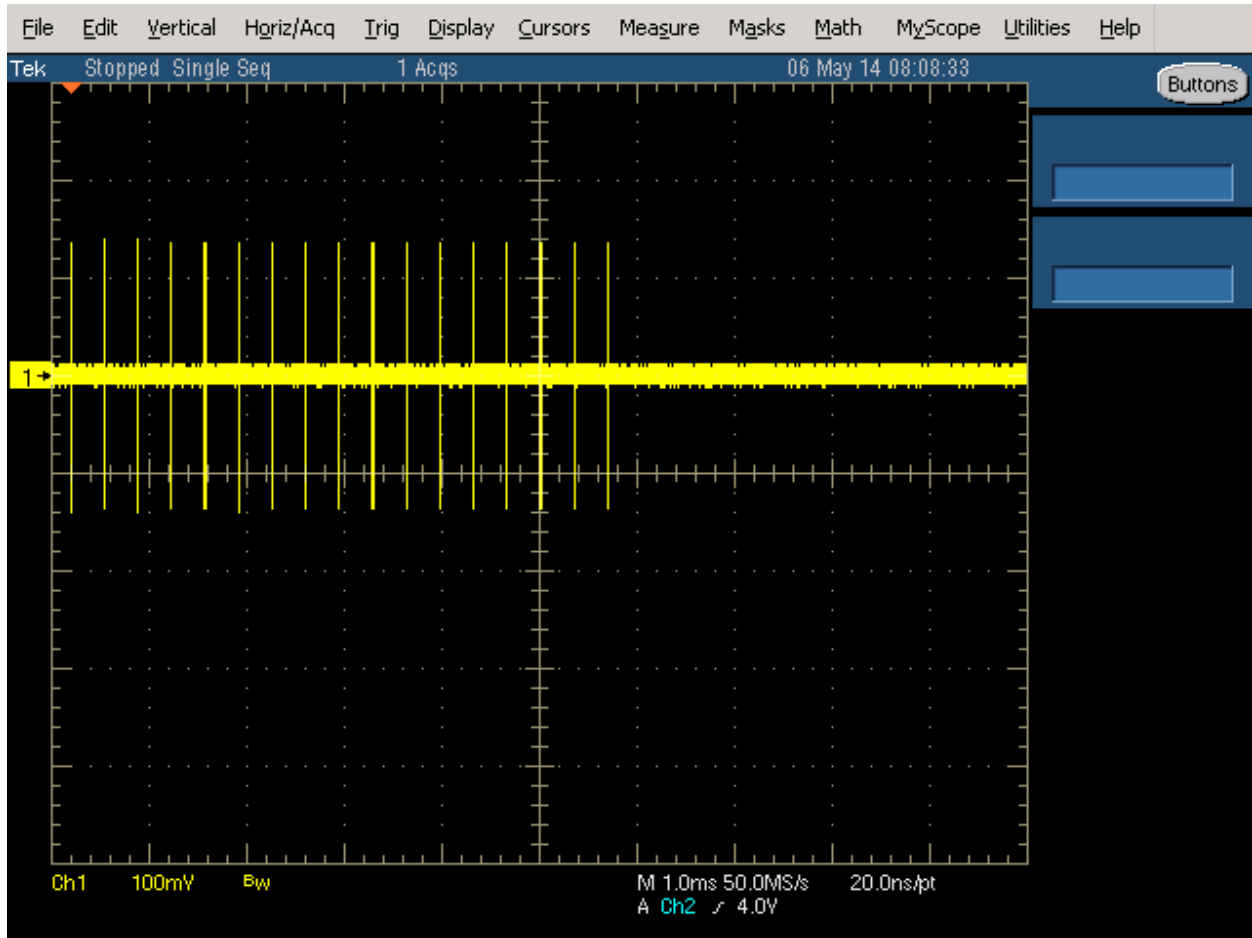 File Edit Vertical Horiz/Acq Trig Display Cursors Measure Masks Math MyScope Utilities Help
Tek Stopped Single Seq 1 Acqs 06 May 14 08:08:33 Buttons
1
Ch1 100mV Bw M 1.0ms 50.0MS/s 20.0ns/pt
A Ch2 4.0V